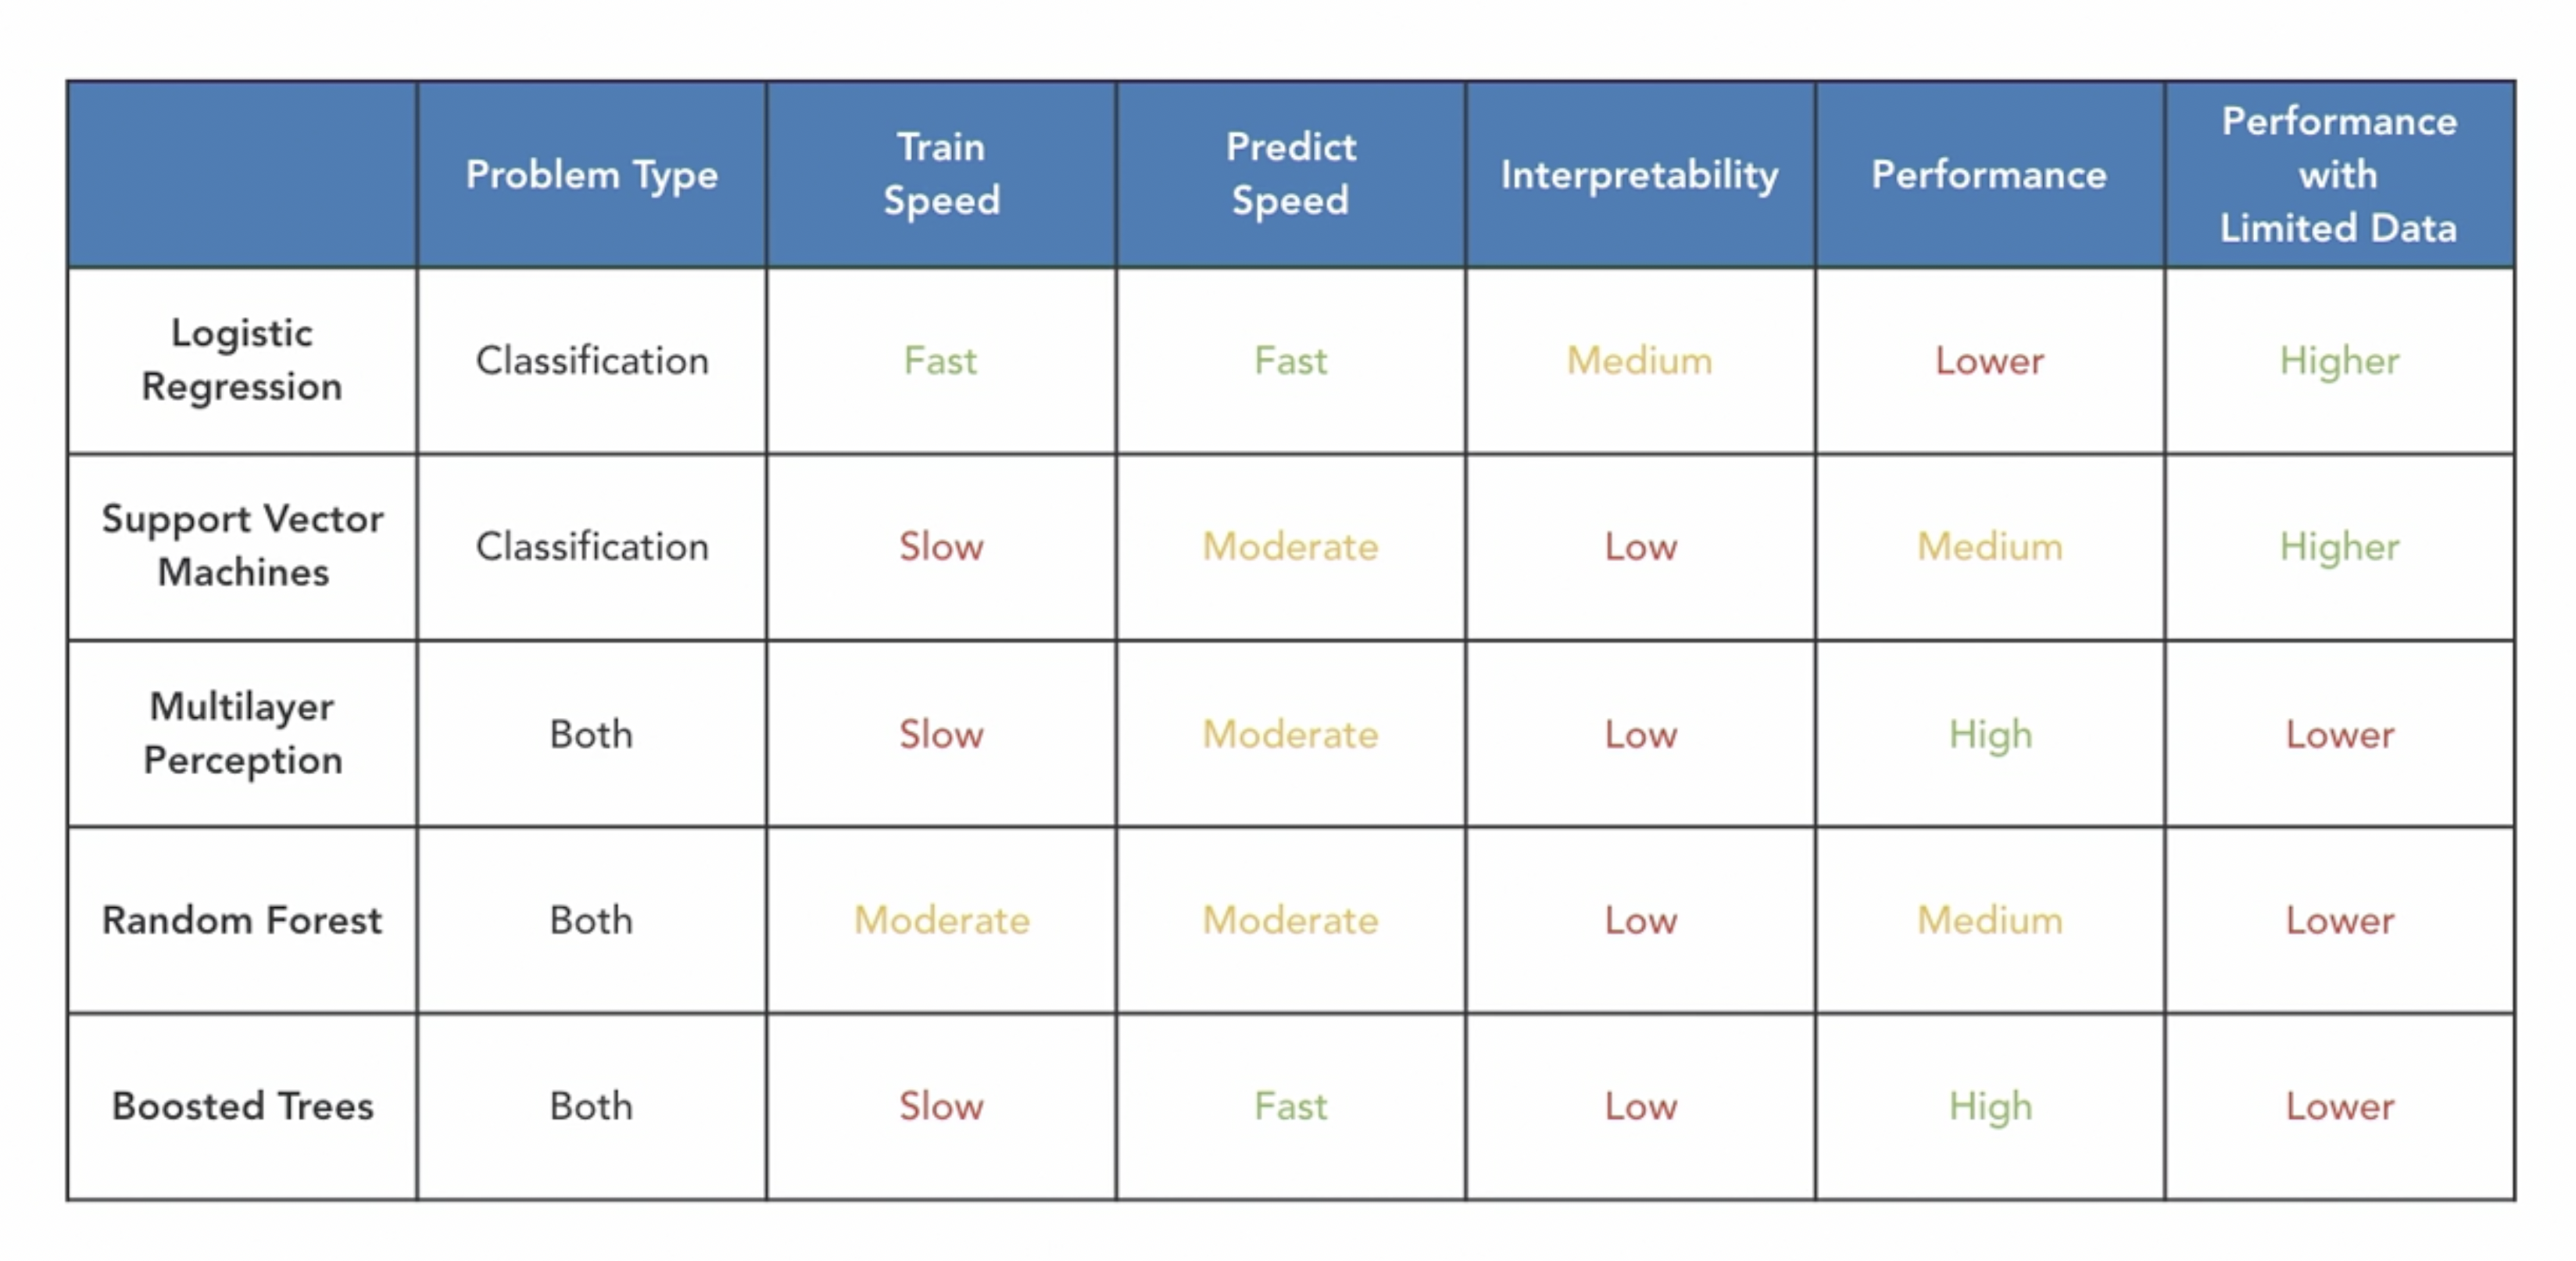 Problem Type
Train
Speed
Predict
Speed
Interpretability
Performance
Performance
with
Limited Data
Logistic
Regression
Classification
Fast
Fast
Medium
Lower
Higher
Support Vector
Machines
Classification
Slow
Moderate
Low
Medium
Higher
Multilayer
Perception
Both
Slow
Moderate
Low
High
Lower
Random Forest
Both
Moderate
Moderate
Low
Medium
Lower
Boosted Trees
Both
Slow
Fast
Low
High
Lower